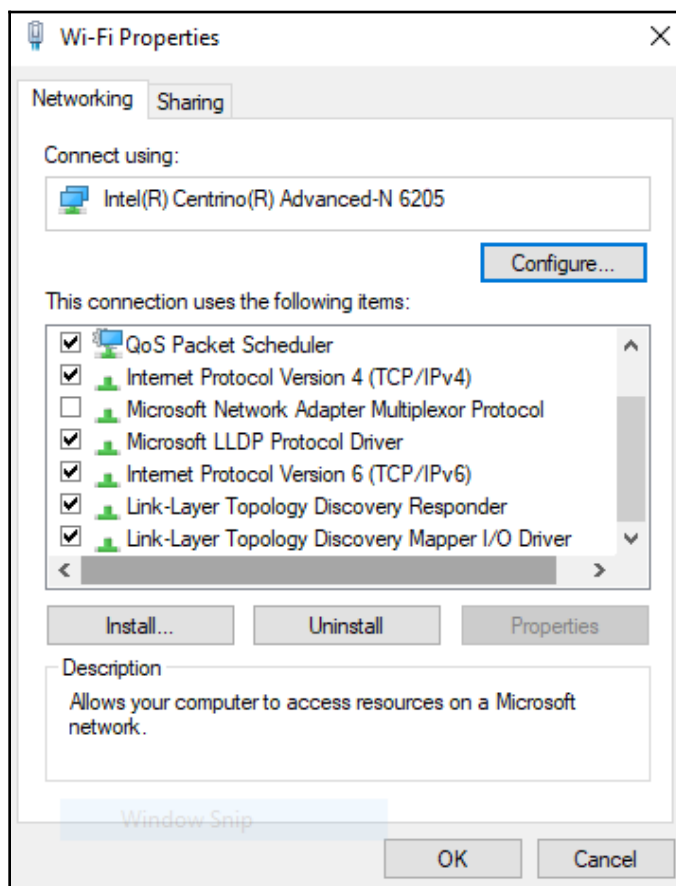 Wi-Fi Properties
Networking
Sharing
Connect using:
Intel(R) Centrino(R) Advanced-N 6205
Configure...
This connection uses the following items:
QoS Packet Scheduler
Internet Protocol Version 4 (TCP/IPv4)
Microsoft Network Adapter Multiplexor Protocol
Microsoft LLDP Protocol Driver
Internet Protocol Version 6 (TCP/IPv6)
Link-Layer Topology Discovery Responder
Link-Layer Topology Discovery Mapper I/O Driver
Install...
Uninstall
Properties
Description
Allows your computer to access resources on a Microsoft
network.
Window Snip
OK
Cancel